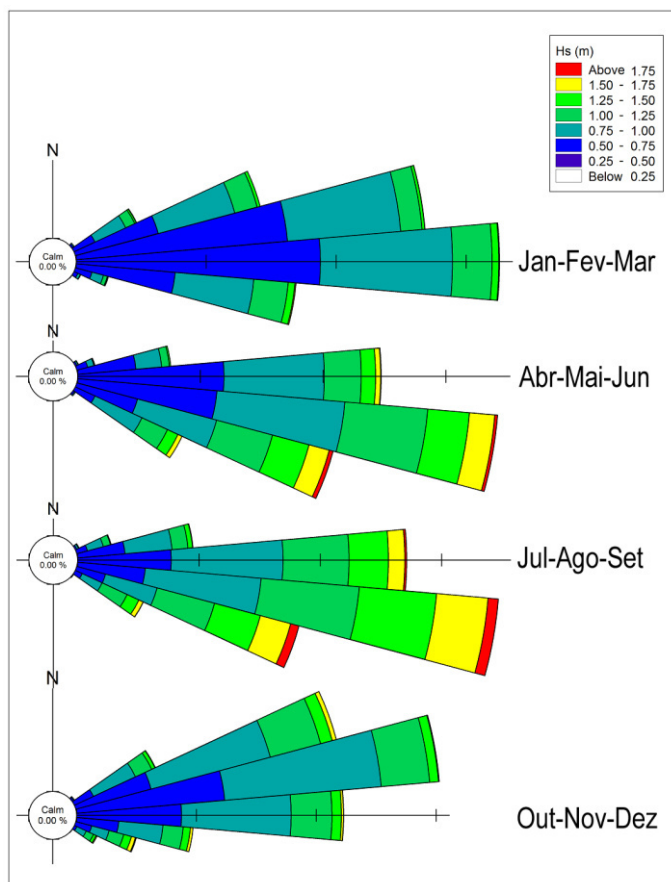 Hs (m)
Above 1.75
1.50 - 1.75
1.25 - 1.50
1.00 - 1.25
0.75 - 1.00
0.50 - 0.75
0.25 - 0.50
Below 0.25
N
Calm
0.00 %
Jan-Fev-Mar
N
Calm
0.00 %
Abr-Mai-Jun
N
Calm
0.00 %
Jul-Ago-Set
N
Calm
0.00 %
Out-Nov-Dez